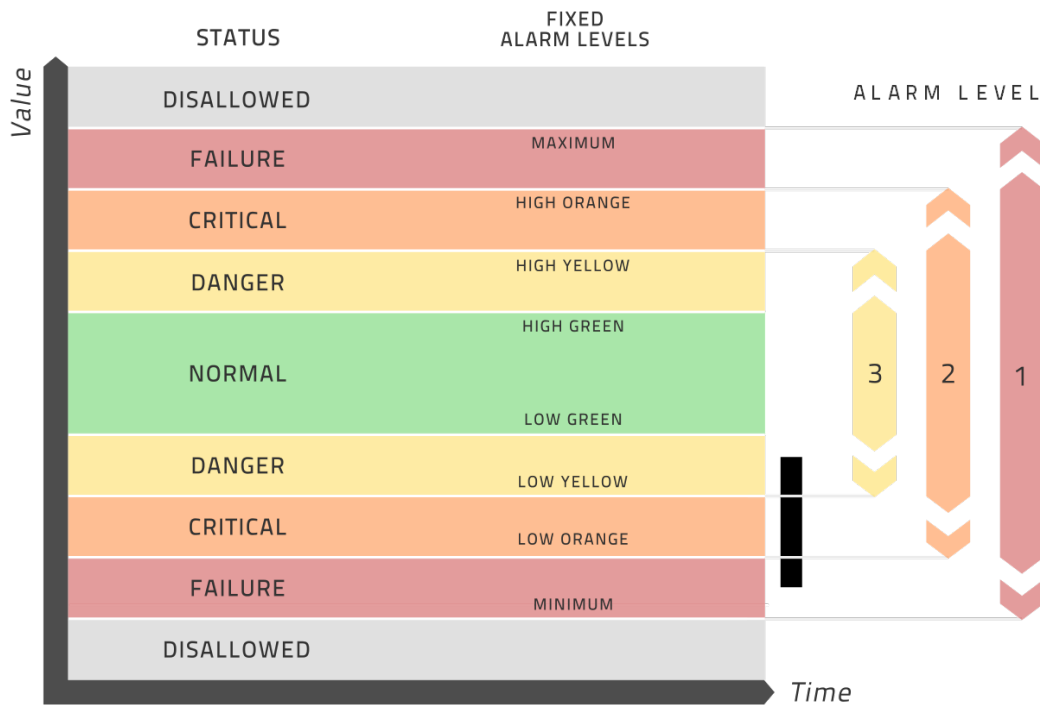 FIXED
STATUS
ALARM LEVELS
Value
DISALLOWED
ALARM LEVEL
MAXIMUM
FAILURE
HIGH ORANGE
CRITICAL
HIGH YELLOW
DANGER
HIGH GREEN
NORMAL
3
2
1
LOW GREEN
DANGER
LOW YELLOW
CRITICAL
LOW ORANGE
FAILURE
MINIMUM
DISALLOWED
Time